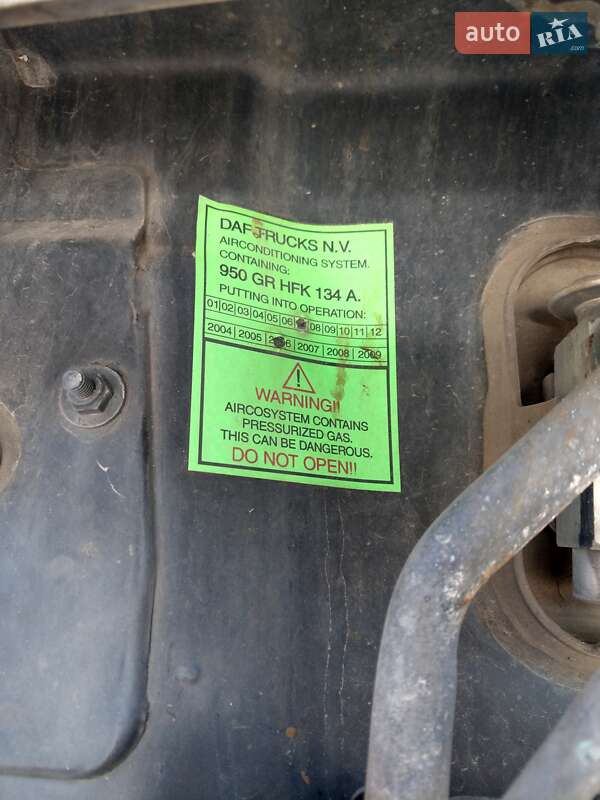 auto RIA .com
DAF TRUCKS N.V.
AIRCONDITIONING SYSTEM.
CONTAINING:
950 GR HFK 134 A.
PUTTING INTO OPERATION:
01 02 03 04 05 06 08 09 10 11 12
2004 2005 2007 2008 2009
WARNING!!
AIRCOSYSTEM CONTAINS
PRESSURIZED GAS.
THIS CAN BE DANGEROUS.
DO NOT OPEN!!